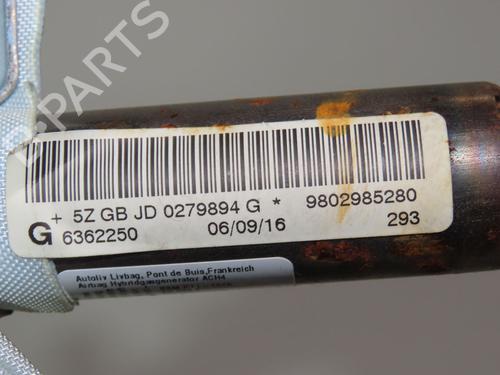 B-PARTS
+ 5Z GB JD 0279894 G * 9802985280
G 6362250 06/09/16 293
Autoliv Livbag, Pont de Buis,Frankreich
Airbag Hybridgasgenerator ACH4